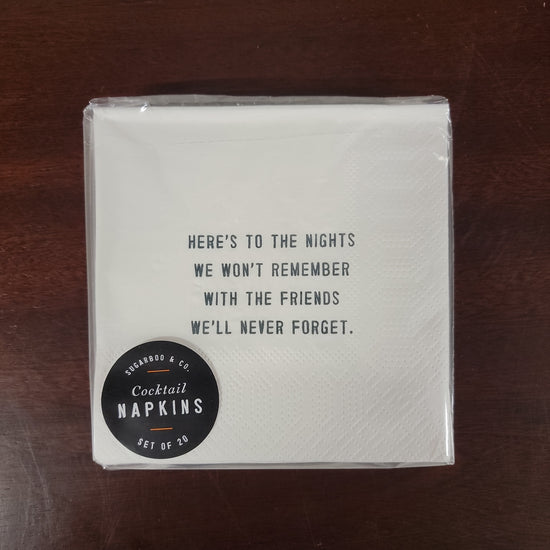 HERE'S TO THE NIGHTS
WE WON'T REMEMBER
WITH THE FRIENDS
WE'LL NEVER FORGET.
SUGARBOO & CO.
Cocktail
NAPKINS
SET OF 20